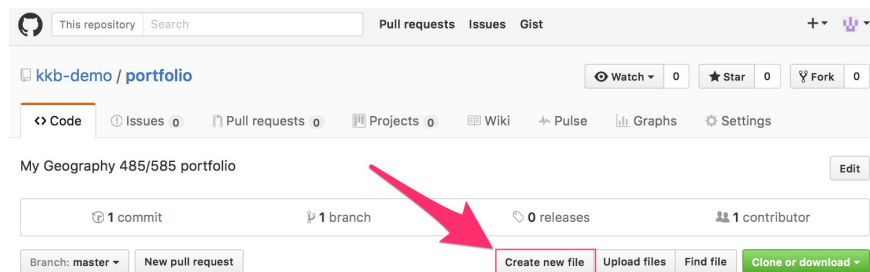 This repository Search Pull requests Issues Gist
kkb-demo / portfolio Watch 0 Star 0 Fork 0
Code Issues 0 Pull requests 0 Projects 0 Wiki Pulse Graphs Settings
My Geography 485/585 portfolio Edit
1 commit 1 branch 0 releases 1 contributor
Branch: master New pull request Create new file Upload files Find file Clone or download